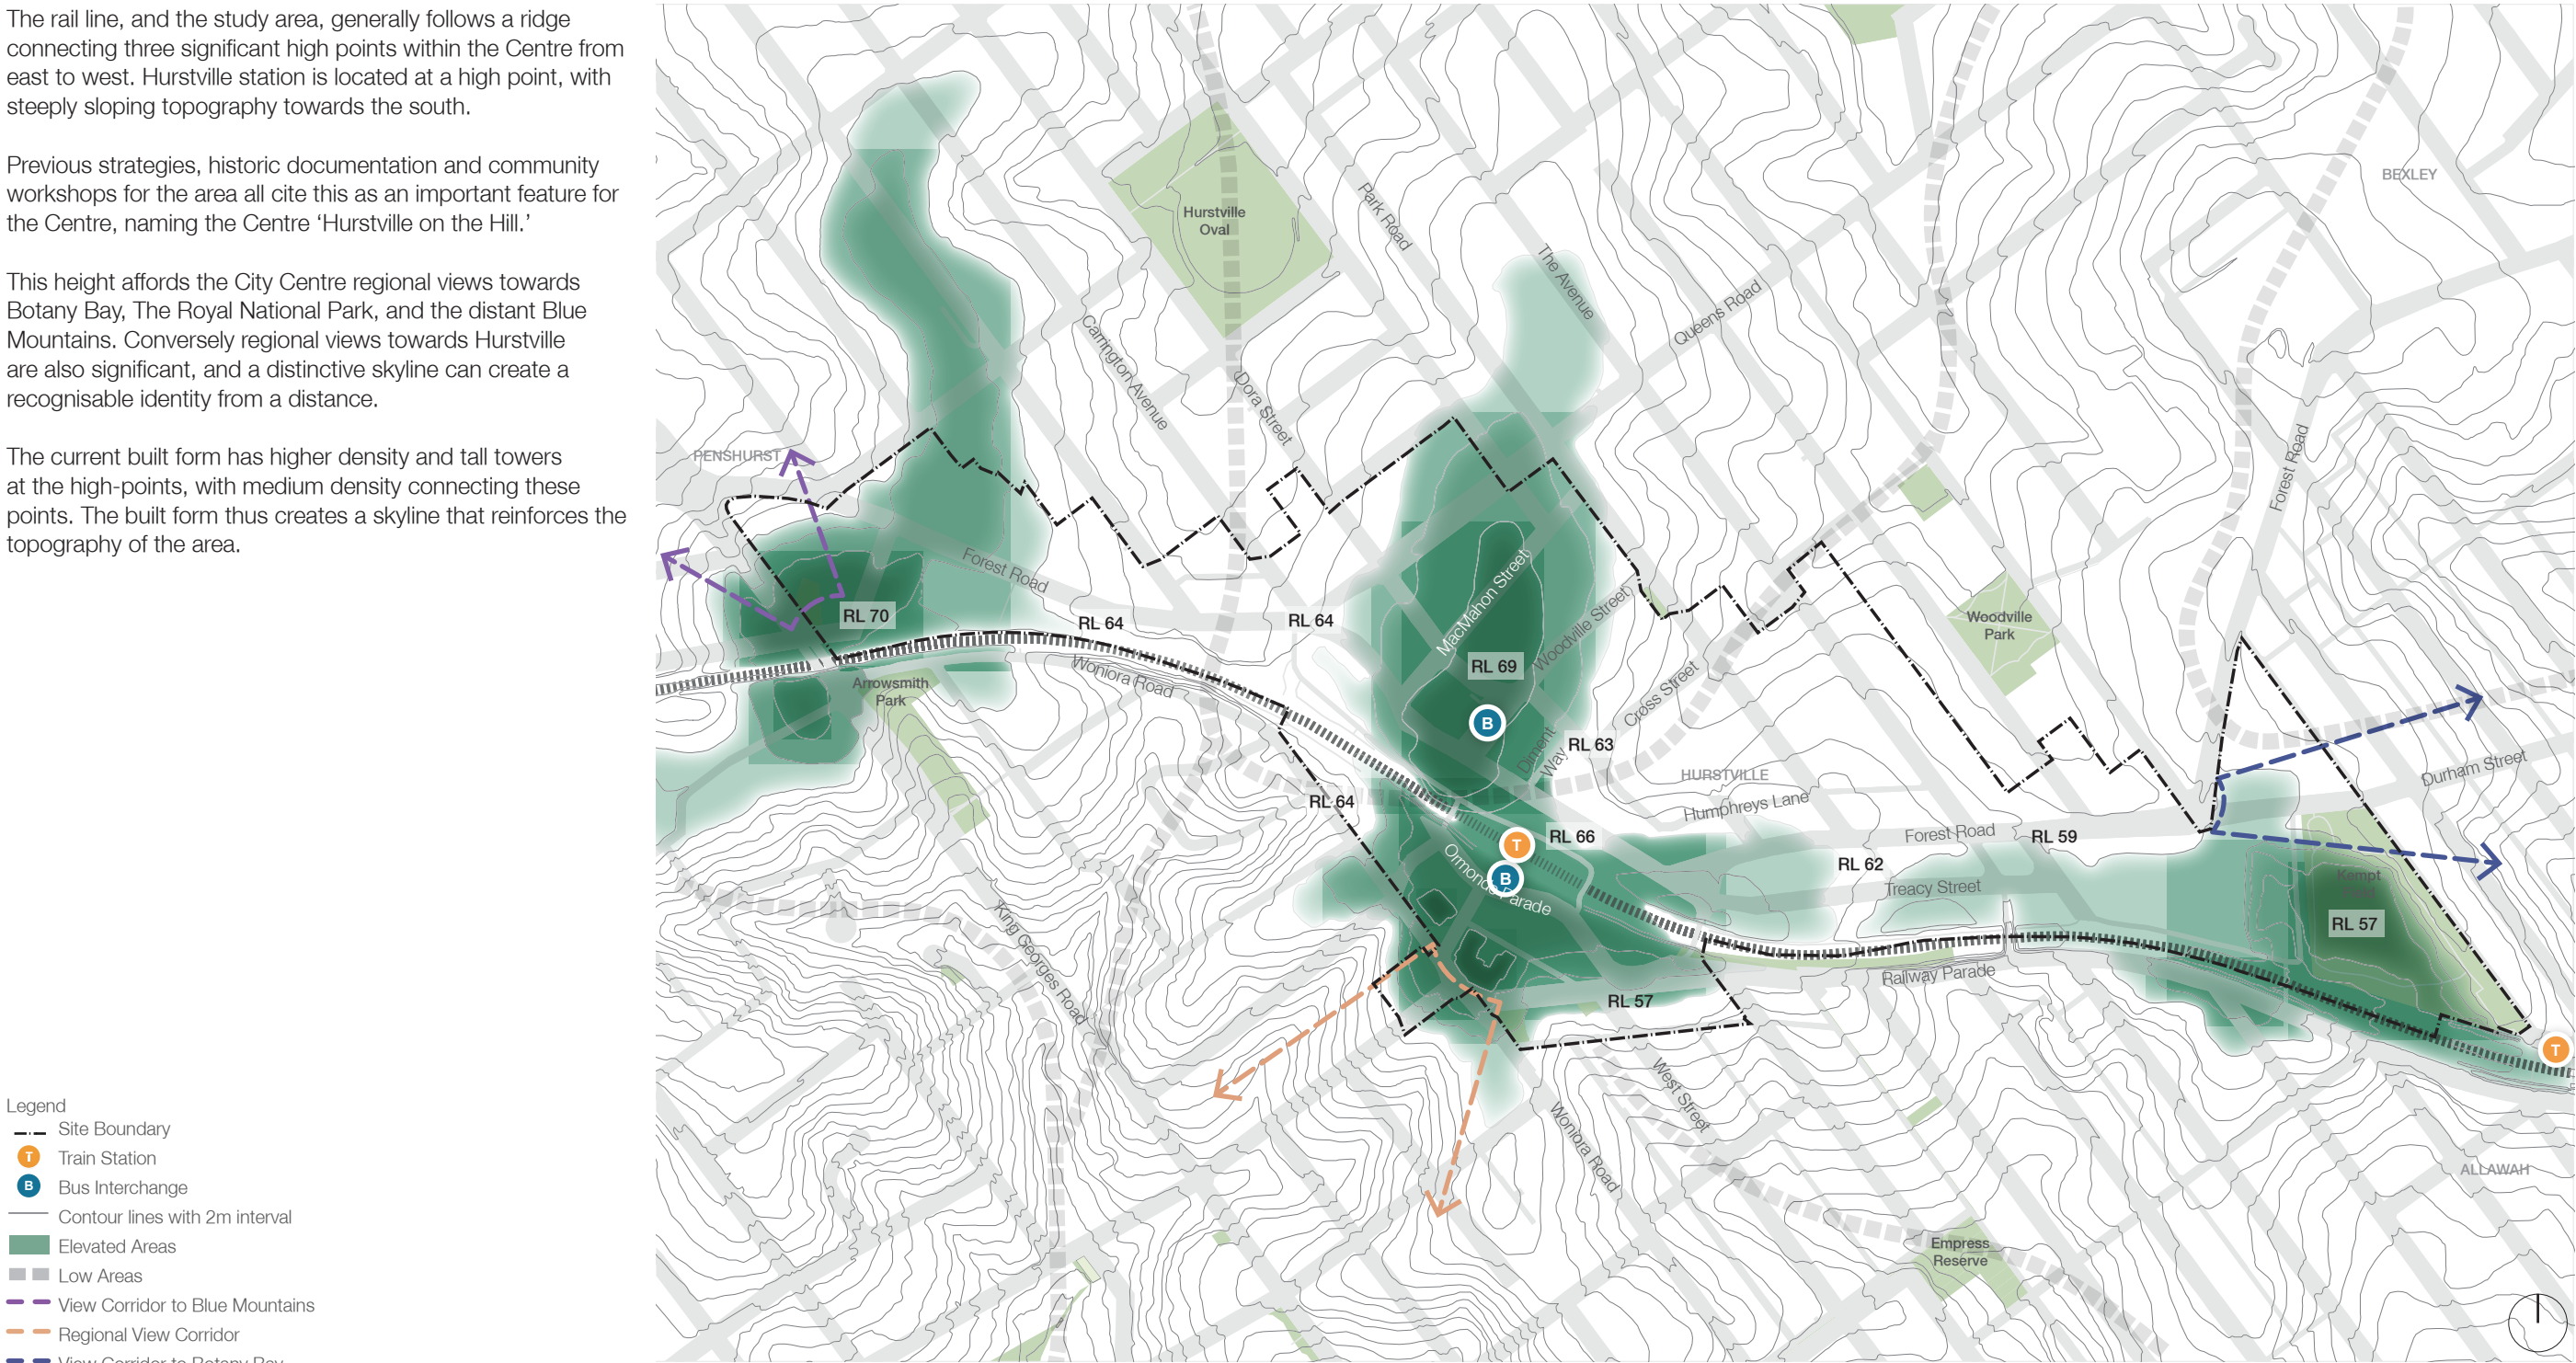 The rail line, and the study area, generally follows a ridge
connecting three significant high points within the Centre from
east to west. Hurstville station is located at a high point, with
steeply sloping topography towards the south.
Previous strategies, historic documentation and community
workshops for the area all cite this as an important feature for
the Centre, naming the Centre ‘Hurstville on the Hill.’
This height affords the City Centre regional views towards
Botany Bay, The Royal National Park, and the distant Blue
Mountains. Conversely regional views towards Hurstville
are also significant, and a distinctive skyline can create a
recognisable identity from a distance.
The current built form has higher density and tall towers
at the high-points, with medium density connecting these
points. The built form thus creates a skyline that reinforces the
topography of the area.
Legend
Site Boundary
T Train Station
B Bus Interchange
Contour lines with 2m interval
Elevated Areas
Low Areas
View Corridor to Blue Mountains
Regional View Corridor
View Corridor to Botany Bay
BEXLEY
Hurstville
Oval
Park Road
The Avenue
Queens Road
Carrington Avenue
Dora Street
PENSHURST
Forest Road
Forest Road
MacMahon Street
Woodville Street
RL 70
RL 64
RL 64
Woodville
Park
RL 69
Woniora Road
Arrowsmith
Park
Cross Street
B
Diment
Way
RL 63
HURSTVILLE
Durham Street
RL 64
Humphreys Lane
T
RL 66
Forest Road
RL 59
RL 62
B
Ormonde Parade
Treacy Street
Kempt
RL 57
King Georges Road
Railway Parade
RL 57
T
West Street
Woniora Road
ALLAWAH
Empress
Reserve